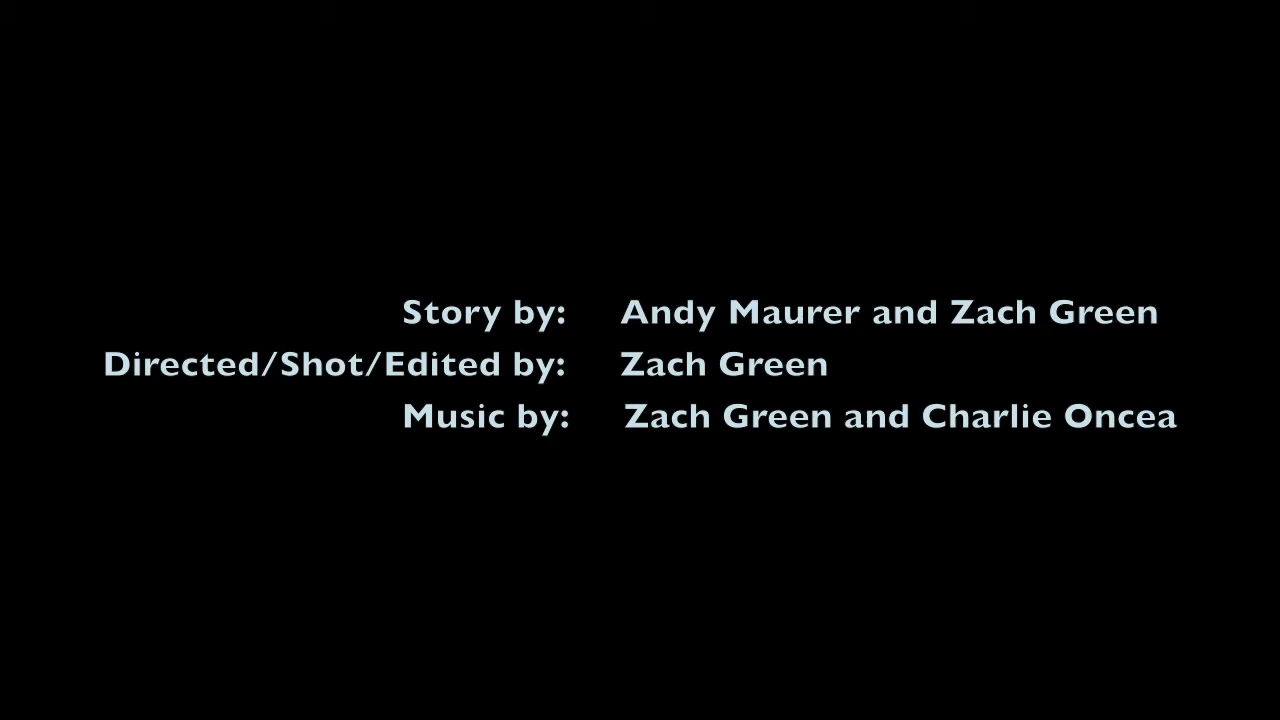 Story by: Andy Maurer and Zach Green
Directed/Shot/Edited by: Zach Green
Music by: Zach Green and Charlie Oncea